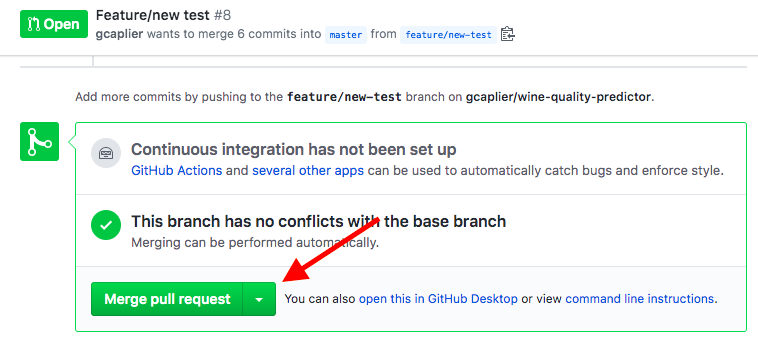 Open
Feature/new test #8
gcaplier wants to merge 6 commits into master from feature/new-test
Add more commits by pushing to the feature/new-test branch on gcaplier/wine-quality-predictor.
Continuous integration has not been set up
GitHub Actions and several other apps can be used to automatically catch bugs and enforce style.
This branch has no conflicts with the base branch
Merging can be performed automatically.
Merge pull request
You can also open this in GitHub Desktop or view command line instructions.